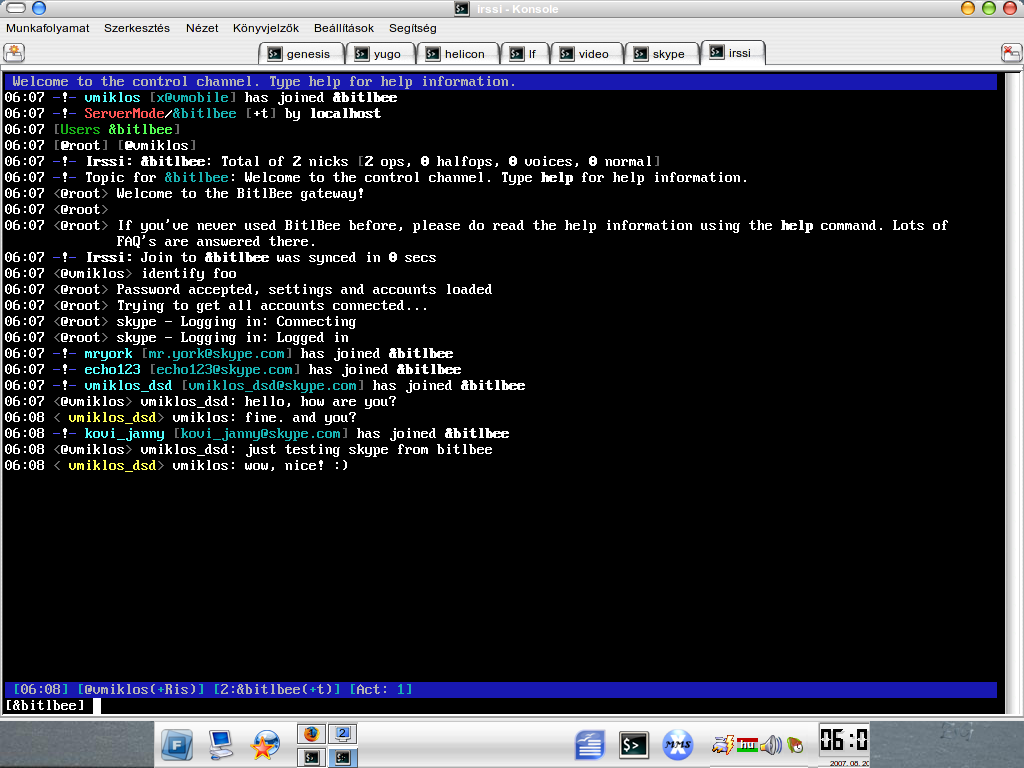 irssi - Konsole
Munkafolyamat Szerkesztés Nézet Könyvjelzők Beállítások Segítség
genesis yugo helicon lf video skype irssi
Welcome to the control channel. Type help for help information.
06:07 -!- vmiklos [x@vmobile] has joined &bitlbee
06:07 -!- ServerMode/&bitlbee [+t] by localhost
06:07 [Users &bitlbee]
06:07 [@root] [@vmiklos]
06:07 -!- Irssi: &bitlbee: Total of 2 nicks [2 ops, 0 halfops, 0 voices, 0 normal]
06:07 -!- Topic for &bitlbee: Welcome to the control channel. Type help for help information.
06:07 <@root> Welcome to the BitlBee gateway!
06:07 <@root>
06:07 <@root> If you've never used BitlBee before, please do read the help information using the help command. Lots of
FAQ's are answered there.
06:07 -!- Irssi: Join to &bitlbee was synced in 0 secs
06:07 <@vmiklos> identify foo
06:07 <@root> Password accepted, settings and accounts loaded
06:07 <@root> Trying to get all accounts connected...
06:07 <@root> skype - Logging in: Connecting
06:07 <@root> skype - Logging in: Logged in
06:07 -!- mryork [mr.york@skype.com] has joined &bitlbee
06:07 -!- echo123 [echo123@skype.com] has joined &bitlbee
06:07 -!- vmiklos_dsd [vmiklos_dsd@skype.com] has joined &bitlbee
06:07 <@vmiklos> vmiklos_dsd: hello, how are you?
06:08 < vmiklos_dsd> vmiklos: fine. and you?
06:08 -!- kovi_janny [kovi_janny@skype.com] has joined &bitlbee
06:08 <@vmiklos> vmiklos_dsd: just testing skype from bitlbee
06:08 < vmiklos_dsd> vmiklos: wow, nice! :)
[06:08] [@vmiklos(+Ris)] [2:&bitlbee(+t)] [Act: 1]
[&bitlbee]
F 2 $> MMS hu 06:0
2007. 08. 20